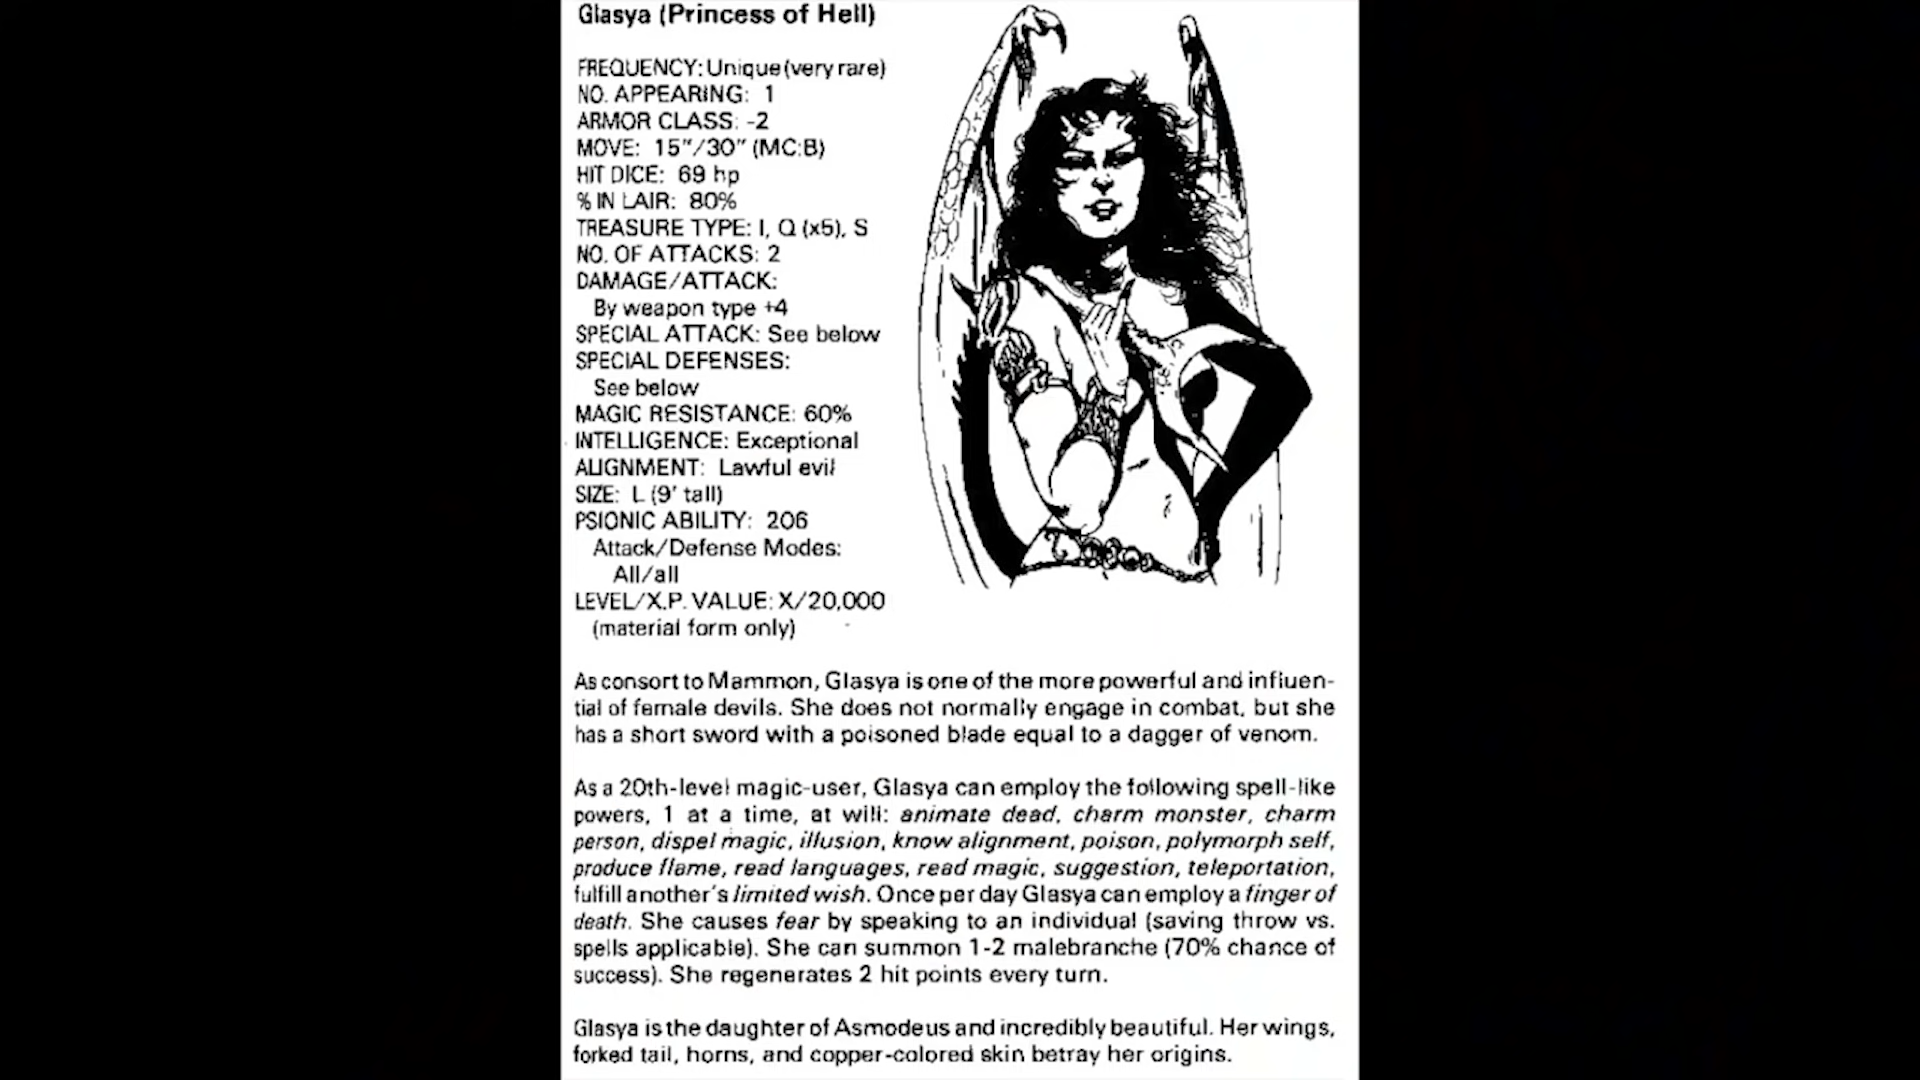 Glasya (Princess of Hell)
FREQUENCY: Unique (very rare)
NO. APPEARING: 1
ARMOR CLASS: -2
MOVE: 15"/30" (MC:B)
HIT DICE: 69 hp
% IN LAIR: 80%
TREASURE TYPE: I, Q (x5), S
NO. OF ATTACKS: 2
DAMAGE/ATTACK:
By weapon type +4
SPECIAL ATTACK: See below
SPECIAL DEFENSES:
See below
MAGIC RESISTANCE: 60%
INTELLIGENCE: Exceptional
ALIGNMENT: Lawful evil
SIZE: L (9' tall)
PSIONIC ABILITY: 206
Attack/Defense Modes:
All/all
LEVEL/X.P. VALUE: X/20,000
(material form only)
As consort to Mammon, Glasya is one of the more powerful and influen-
tial of female devils. She does not normally engage in combat, but she
has a short sword with a poisoned blade equal to a dagger of venom.
As a 20th-level magic-user, Glasya can employ the following spell-like
powers, 1 at a time, at will: animate dead, charm monster, charm
person, dispel magic, illusion, know alignment, poison, polymorph self,
produce flame, read languages, read magic, suggestion, teleportation,
fulfill another's limited wish. Once per day Glasya can employ a finger of
death. She causes fear by speaking to an individual (saving throw vs.
spells applicable). She can summon 1-2 malebranche (70% chance of
success). She regenerates 2 hit points every turn.
Glasya is the daughter of Asmodeus and incredibly beautiful. Her wings,
forked tail, horns, and copper-colored skin betray her origins.